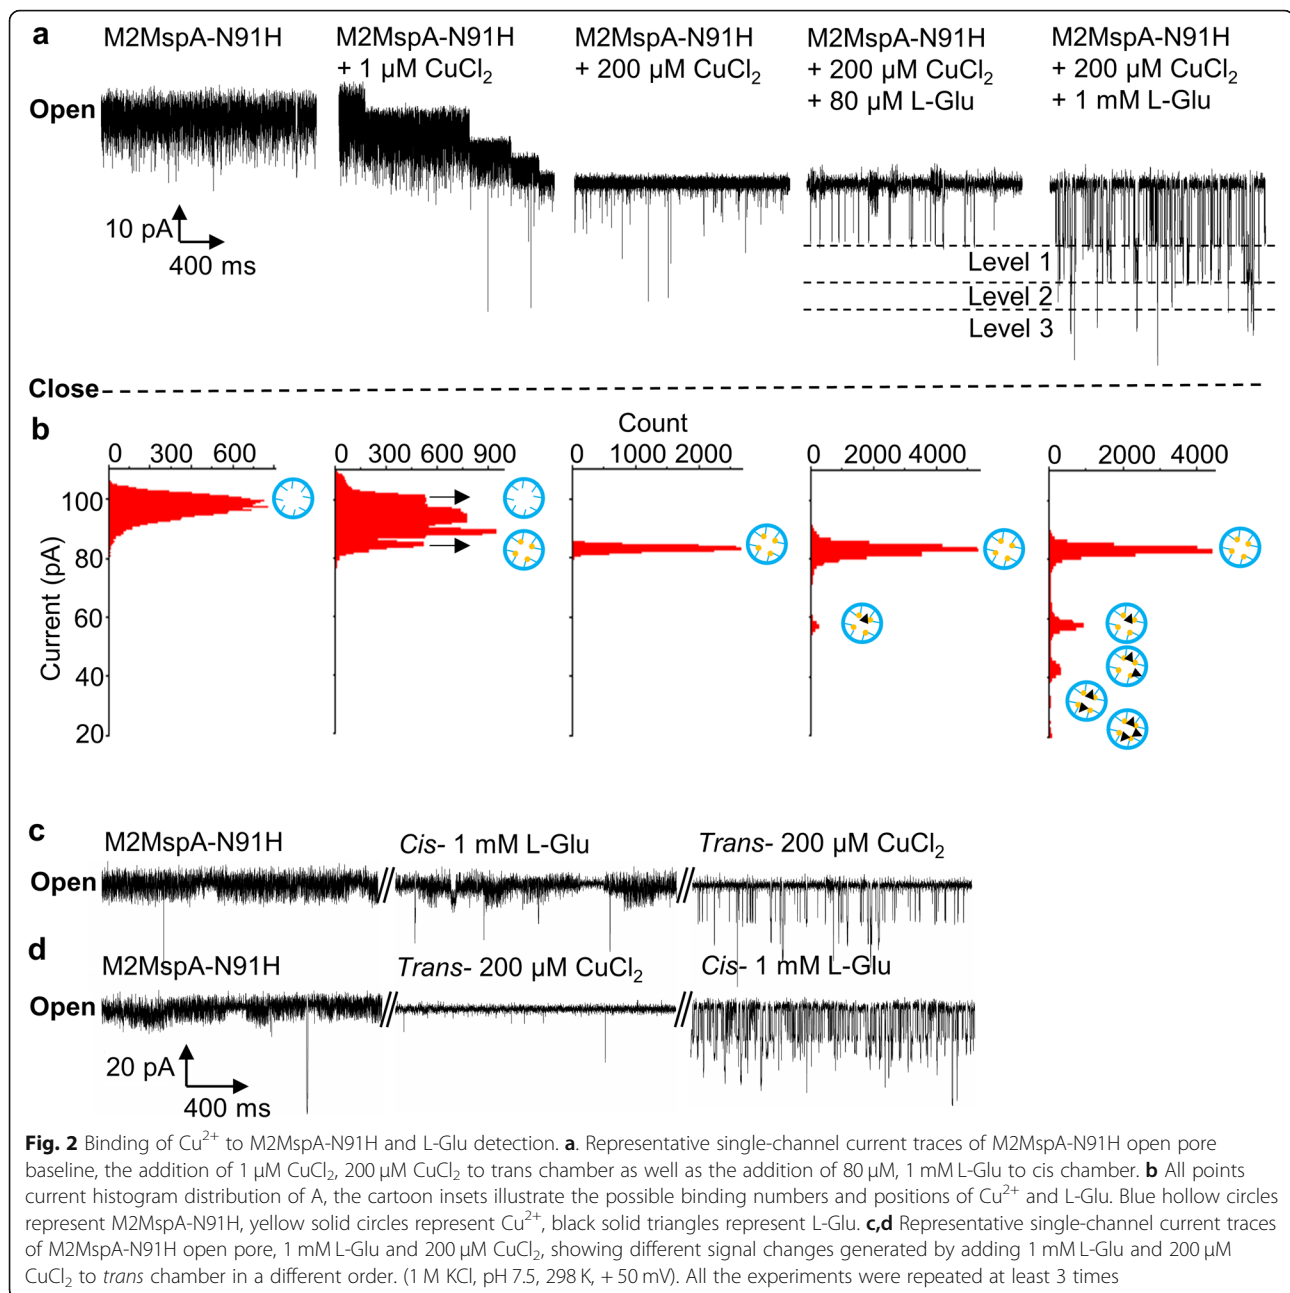 a
M2MspA-N91H
M2MspA-N91H
+ 1 µM CuCl2
M2MspA-N91H
+ 200 µM CuCl2
M2MspA-N91H
+ 200 µM CuCl2
+ 80 µM L-Glu
M2MspA-N91H
+ 200 µM CuCl2
+ 1 mM L-Glu
Open
10 pA
400 ms
Level 1
Level 2
Level 3
Close
b
Count
0 300 600
0 300 600 900
0 1000 2000
0 2000 4000
0 2000 4000
Current (pA)
100
80
60
40
20
c
M2MspA-N91H
Cis- 1 mM L-Glu
Trans- 200 µM CuCl2
Open
d
M2MspA-N91H
Trans- 200 µM CuCl2
Cis- 1 mM L-Glu
Open
20 pA
400 ms
Fig. 2 Binding of Cu2+ to M2MspA-N91H and L-Glu detection. a. Representative single-channel current traces of M2MspA-N91H open pore
baseline, the addition of 1 µM CuCl2, 200 µM CuCl2 to trans chamber as well as the addition of 80 µM, 1 mM L-Glu to cis chamber. b All points
current histogram distribution of A, the cartoon insets illustrate the possible binding numbers and positions of Cu2+ and L-Glu. Blue hollow circles
represent M2MspA-N91H, yellow solid circles represent Cu2+, black solid triangles represent L-Glu. c,d Representative single-channel current traces
of M2MspA-N91H open pore, 1 mM L-Glu and 200 µM CuCl2, showing different signal changes generated by adding 1 mM L-Glu and 200 µM
CuCl2 to trans chamber in a different order. (1 M KCl, pH 7.5, 298 K, + 50 mV). All the experiments were repeated at least 3 times